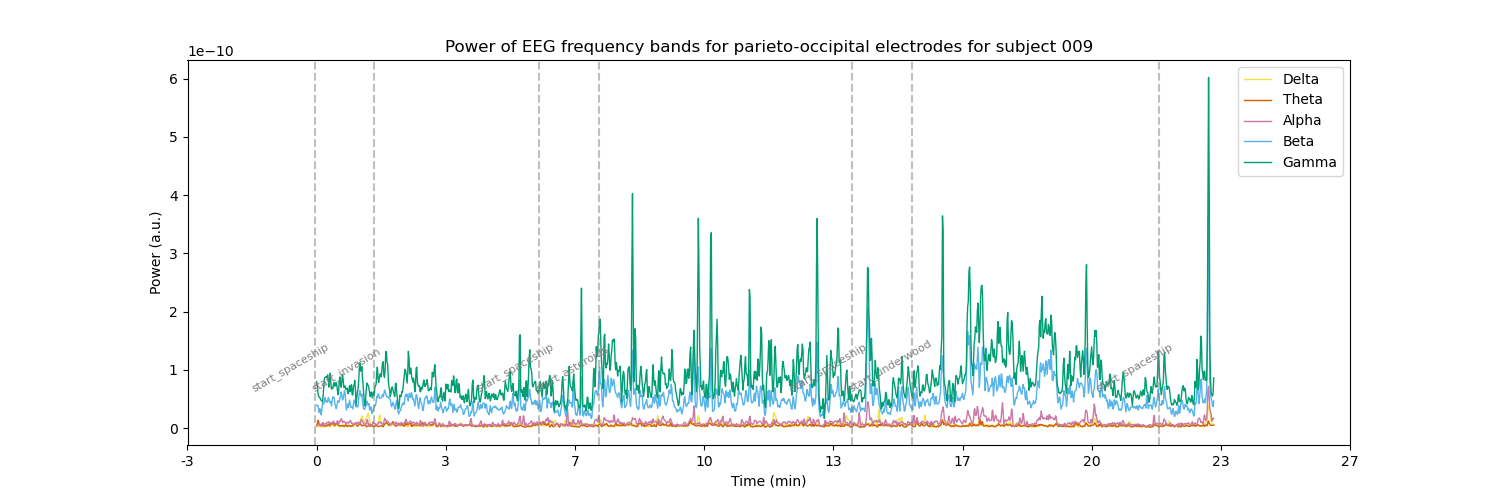 Power of EEG frequency bands for parieto-occipital electrodes for subject 009
1e−10
6
5
4
3
2
1
0
Power (a.u.)
Delta
Theta
Alpha
Beta
Gamma
start_spaceship
start_invasion
start_spaceship
start_asteroids
start_spaceship
start_underwood
start_spaceship
-3
0
3
7
10
13
17
20
23
27
Time (min)